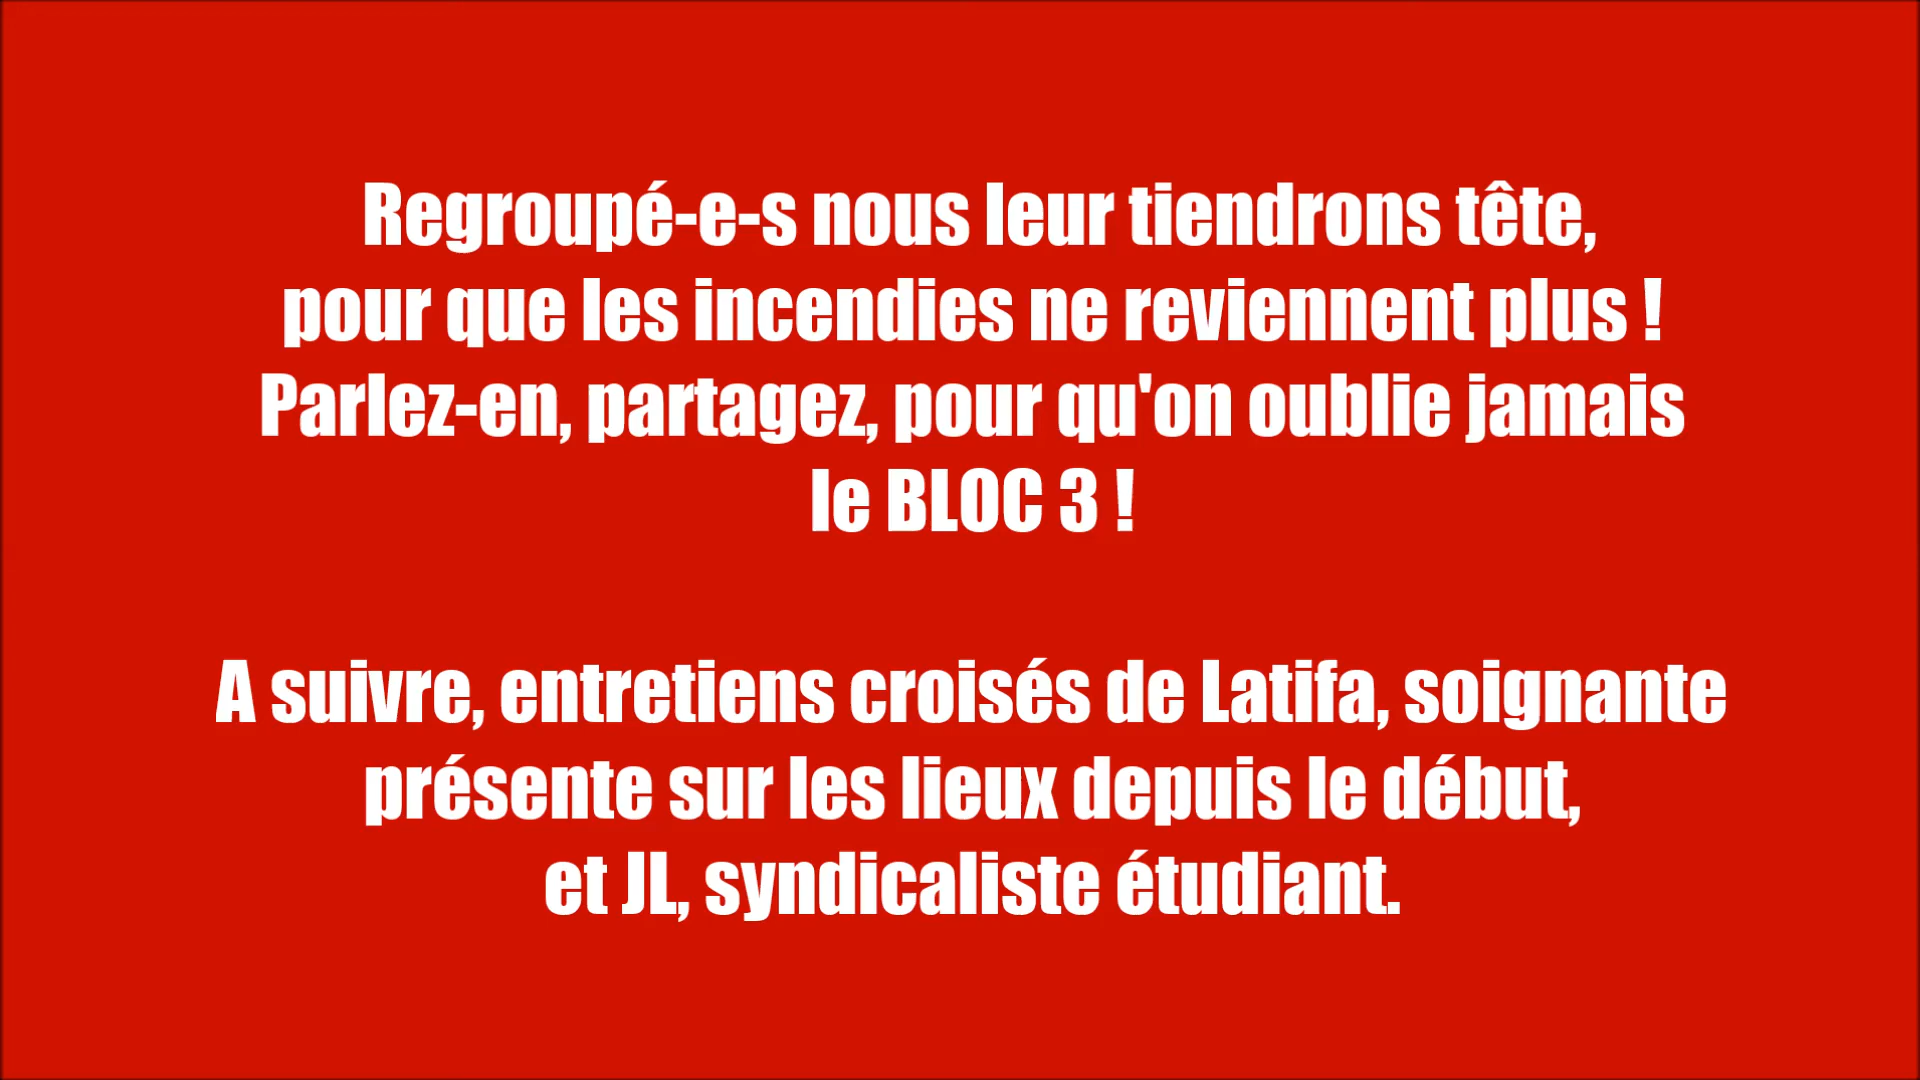 Regroupé-e-s nous leur tiendrons tête,
pour que les incendies ne reviennent plus !
Parlez-en, partagez, pour qu'on oublie jamais
le BLOC 3 !
A suivre, entretiens croisés de Latifa, soignante
présente sur les lieux depuis le début,
et JL, syndicaliste étudiant.